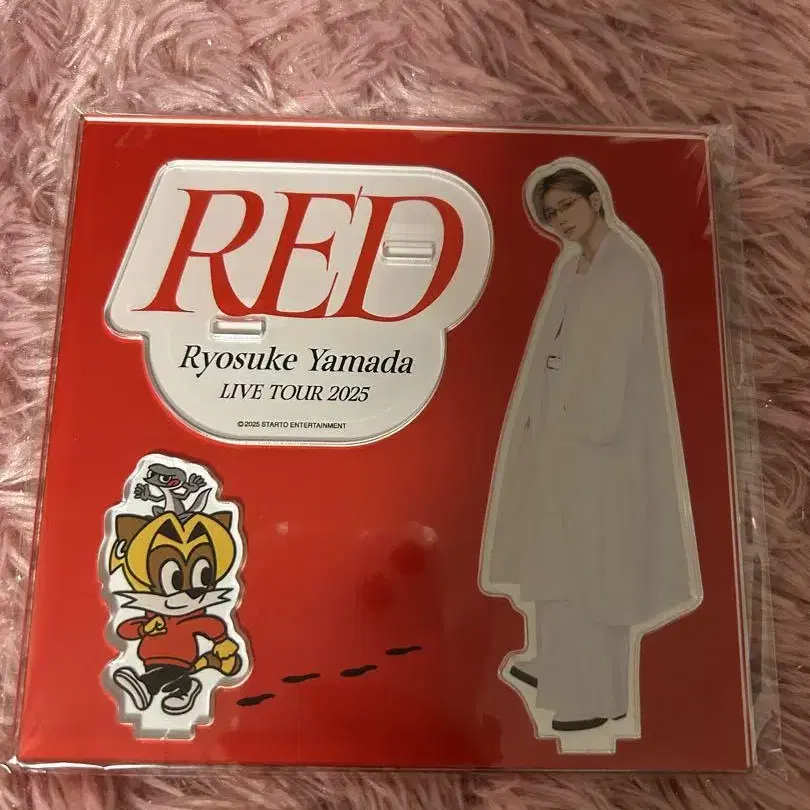 RED
Ryosuke Yamada
LIVE TOUR 2025
©2025 STARTO ENTERTAINMENT